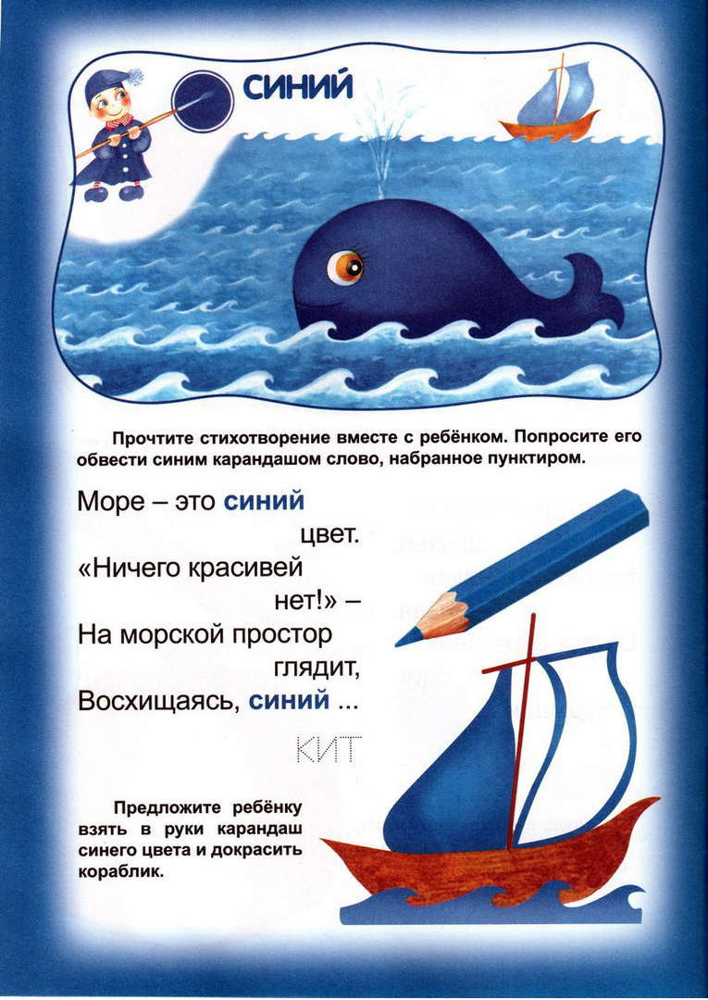 СИНИЙ
Прочтите стихотворение вместе с ребёнком. Попросите его
обвести синим карандашом слово, набранное пунктиром.
Море – это синий
цвет.
«Ничего красивей
нет!» –
На морской простор
глядит,
Восхищаясь, синий ...
КИТ
Предложите ребёнку
взять в руки карандаш
синего цвета и докрасить
кораблик.